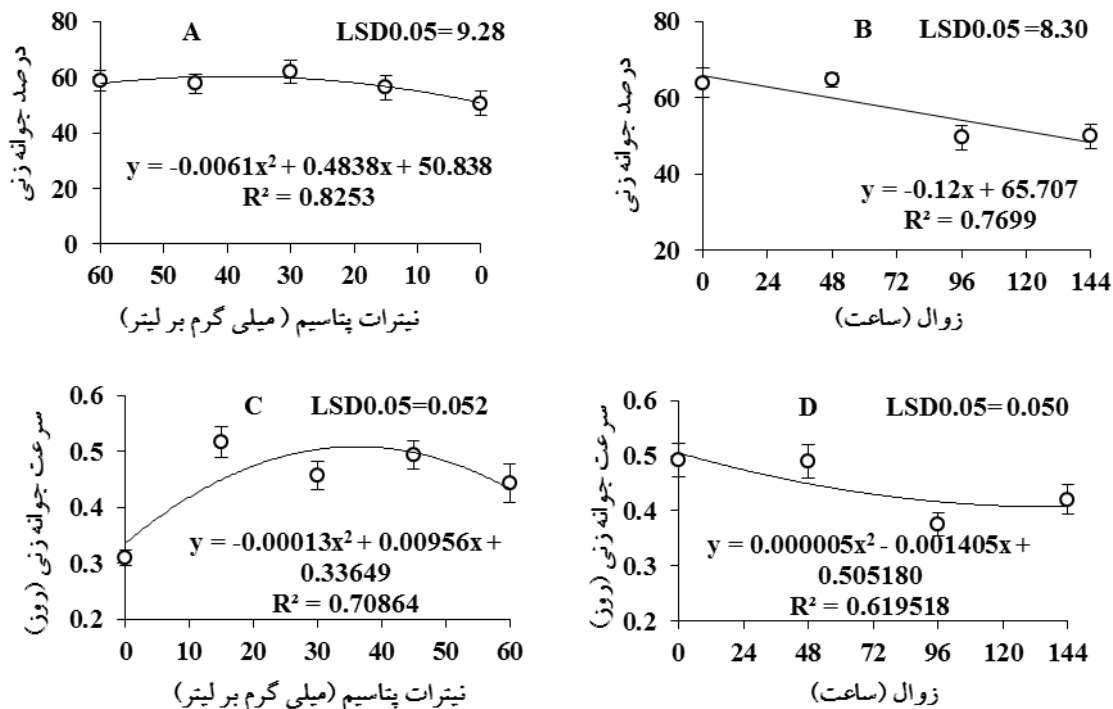 A LSD0.05= 9.28
80
60
40
20
0
درصد جوانه زنی
y = -0.0061x² + 0.4838x + 50.838
R² = 0.8253
60 50 40 30 20 10 0
نیترات پتاسیم ( میلی گرم بر لیتر)
B LSD0.05 =8.30
80
60
40
20
درصد جوانه زنی
y = -0.12x + 65.707
R² = 0.7699
0 24 48 72 96 120 144
زوال (ساعت)
C LSD0.05=0.052
0.6
0.5
0.4
0.3
0.2
سرعت جوانه زنی (روز)
y = -0.00013x² + 0.00956x +
0.33649
R² = 0.70864
0 10 20 30 40 50 60
نیترات پتاسیم (میلی گرم بر لیتر)
D LSD0.05= 0.050
0.6
0.5
0.4
0.3
0.2
سرعت جوانه زنی (روز)
y = 0.000005x² - 0.001405x +
0.505180
R² = 0.619518
0 24 48 72 96 120 144
زوال (ساعت)